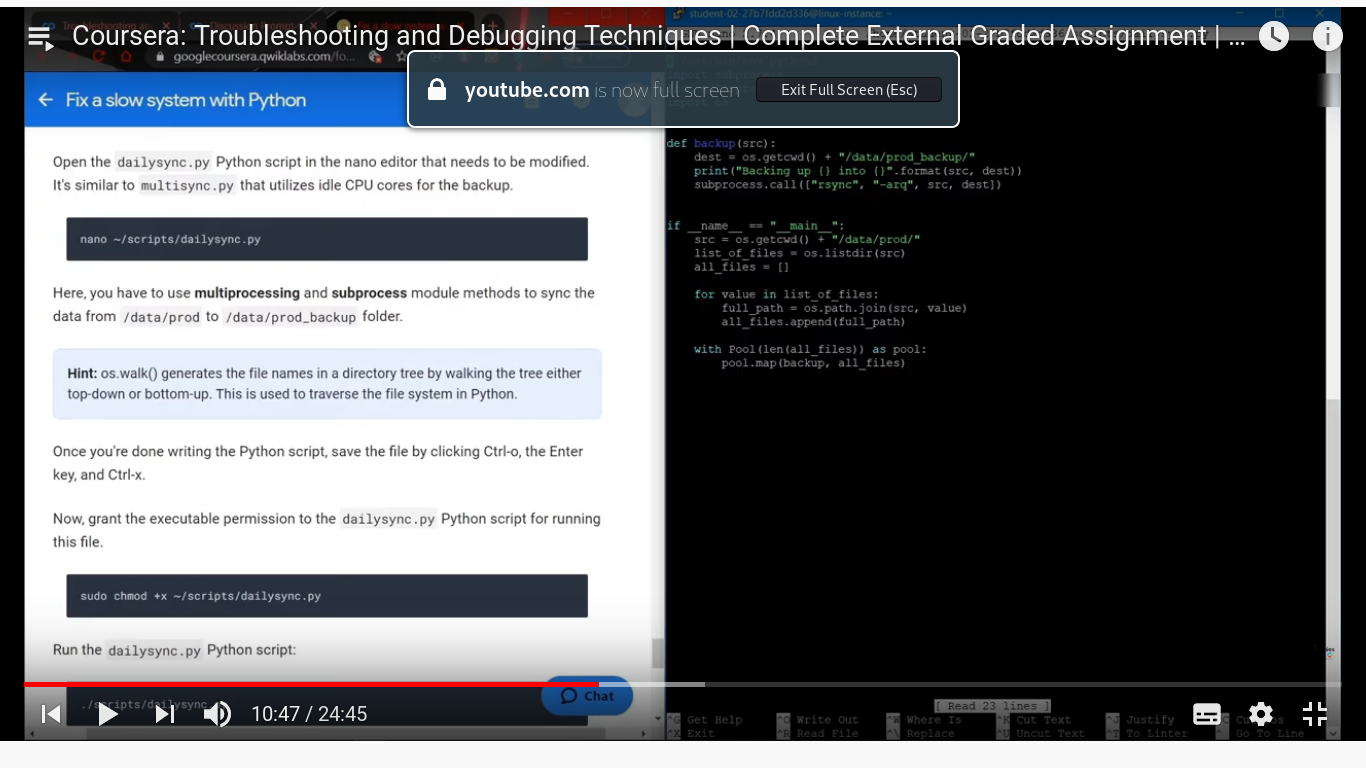 student-02-27b7fdd2d336@linux-instance: ~
Coursera: Troubleshooting and Debugging Techniques | Complete External Graded Assignment | ...
googlecoursera.qwiklabs.com/fo...
youtube.com is now full screen
Exit Full Screen (Esc)
Fix a slow system with Python
Open the dailysync.py Python script in the nano editor that needs to be modified.
It's similar to multisync.py that utilizes idle CPU cores for the backup.
nano ~/scripts/dailysync.py
Here, you have to use multiprocessing and subprocess module methods to sync the
data from /data/prod to /data/prod_backup folder.
Hint: os.walk() generates the file names in a directory tree by walking the tree either
top-down or bottom-up. This is used to traverse the file system in Python.
Once you're done writing the Python script, save the file by clicking Ctrl-o, the Enter
key, and Ctrl-x.
Now, grant the executable permission to the dailysync.py Python script for running
this file.
sudo chmod +x ~/scripts/dailysync.py
Run the dailysync.py Python script:
./scripts/dailysync
Chat
10:47 / 24:45
def backup(src):
    dest = os.getcwd() + "/data/prod_backup/"
    print("Backing up {} into {}".format(src, dest))
    subprocess.call(["rsync", "-arq", src, dest])
if __name__ == "__main__":
    src = os.getcwd() + "/data/prod/"
    list_of_files = os.listdir(src)
    all_files = []
    for value in list_of_files:
        full_path = os.path.join(src, value)
        all_files.append(full_path)
    with Pool(len(all_files)) as pool:
        pool.map(backup, all_files)
[ Read 23 lines ]
^G Get Help ^O Write Out ^W Where Is ^K Cut Text ^J Justify ^C
^X Exit ^R Read File ^\ Replace ^U Uncut Text ^T To Linter ^_ Go To Line